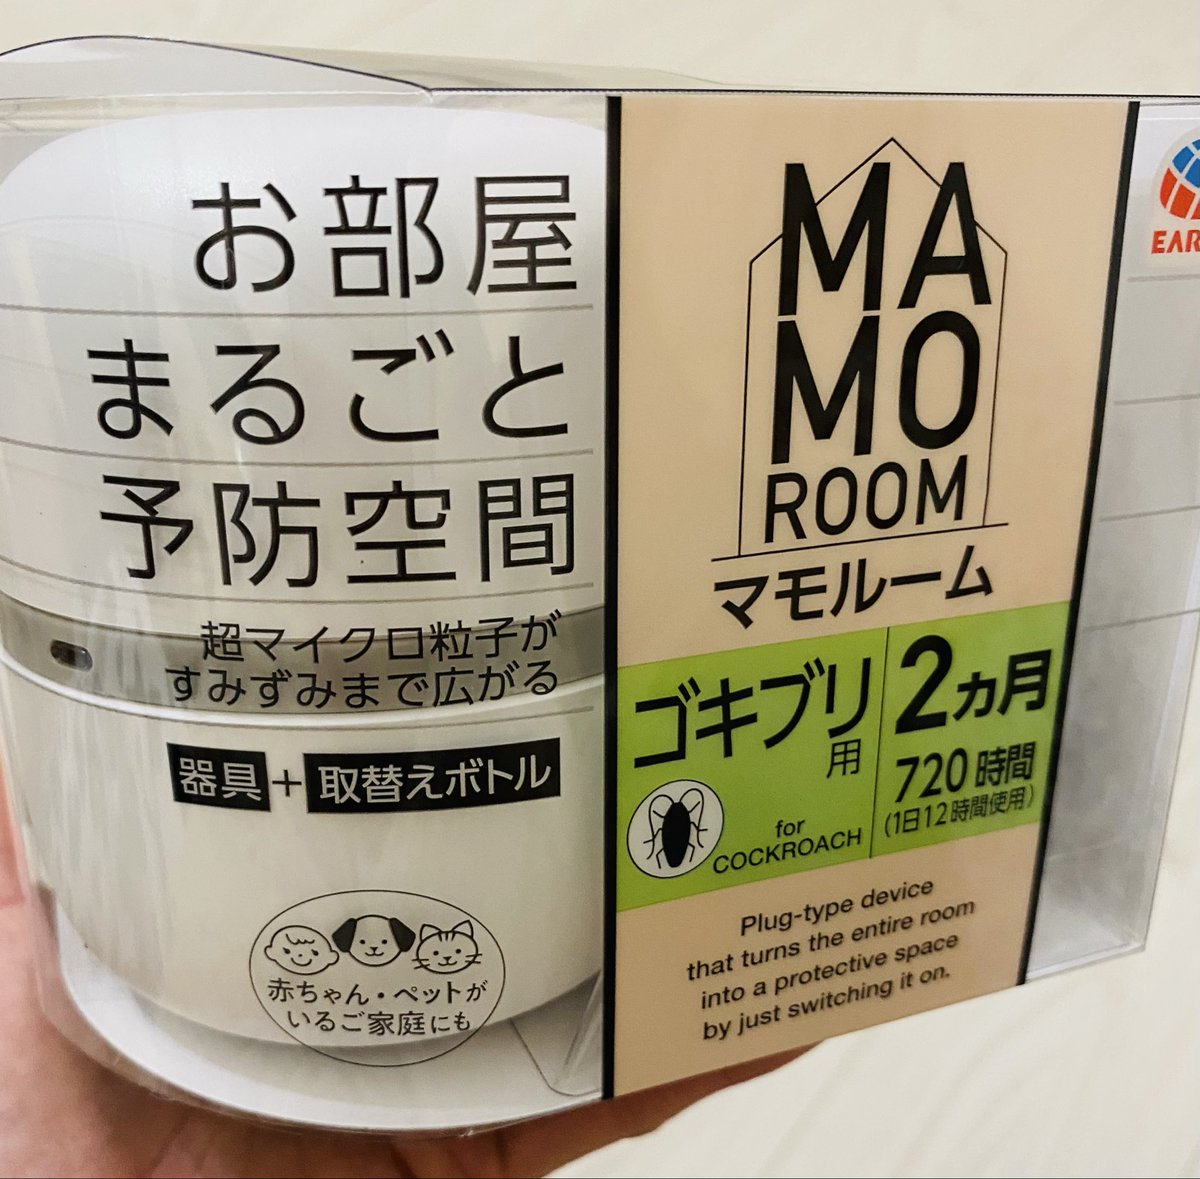 お部屋
まるごと
予防空間
超マイクロ粒子が
すみずみまで広がる
器具+取替えボトル
赤ちゃん・ペットが
いるご家庭にも
MA
MO
ROOM
マモルーム
ゴキブリ
用
for
COCKROACH
2ヵ月
720時間
(1日12時間使用)
Plug-type device
that turns the entire room
into a protective space
by just switching it on.